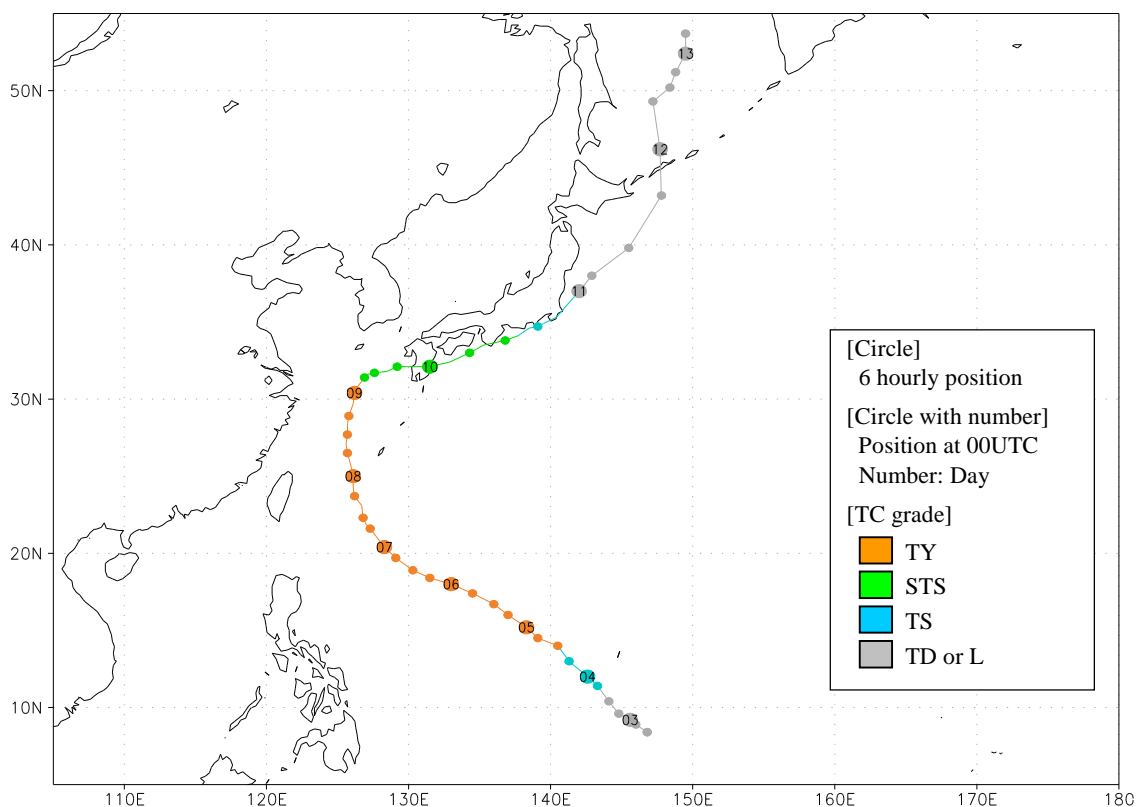 13
50N
12
40N
11
10
09
30N
08
07
20N
06
05
04
10N
03
110E
120E
130E
140E
150E
160E
170E
180
[Circle]
6 hourly position
[Circle with number]
Position at 00UTC
Number: Day
[TC grade]
TY
STS
TS
TD or L